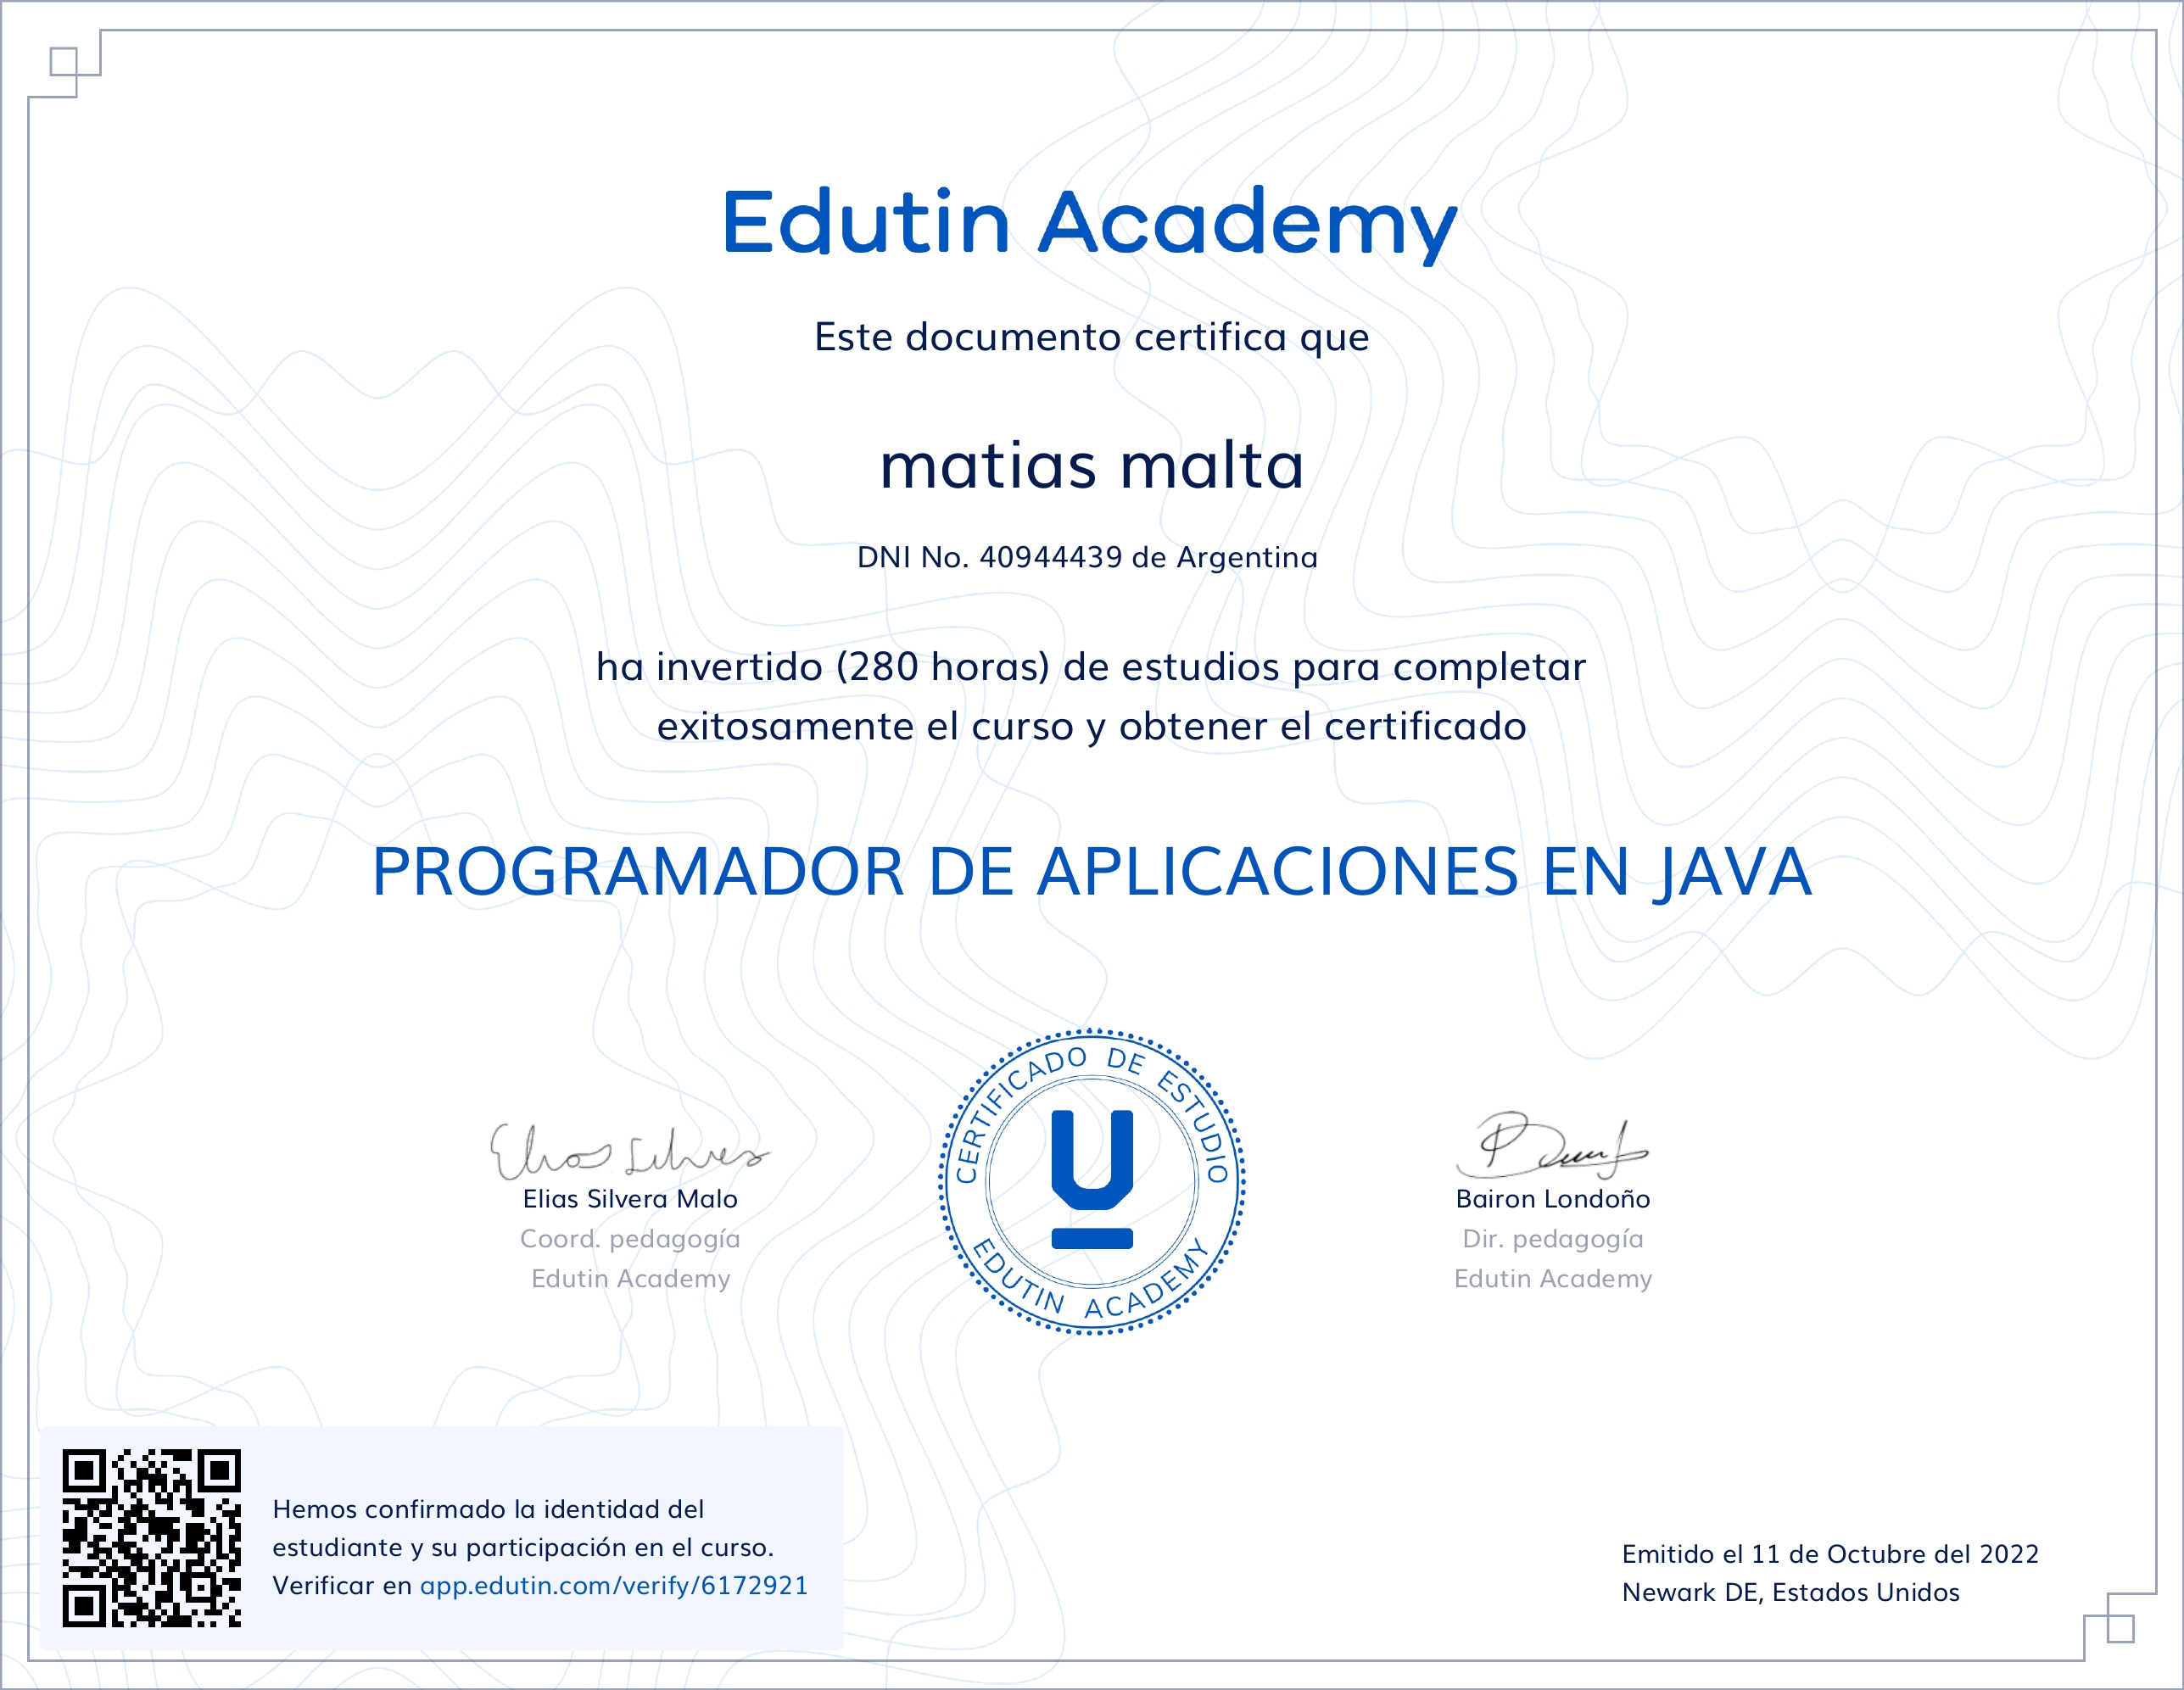 Edutin Academy
Este documento certifica que
matias malta
DNI No. 40944439 de Argentina
ha invertido (280 horas) de estudios para completar
exitosamente el curso y obtener el certificado
PROGRAMADOR DE APLICACIONES EN JAVA
CERTIFICADO DE ESTUDIO
EDUTIN ACADEMY
Elias Silvera Malo
Coord. pedagogía
Edutin Academy
Bairon Londoño
Dir. pedagogía
Edutin Academy
Hemos confirmado la identidad del
estudiante y su participación en el curso.
Verificar en app.edutin.com/verify/6172921
Emitido el 11 de Octubre del 2022
Newark DE, Estados Unidos